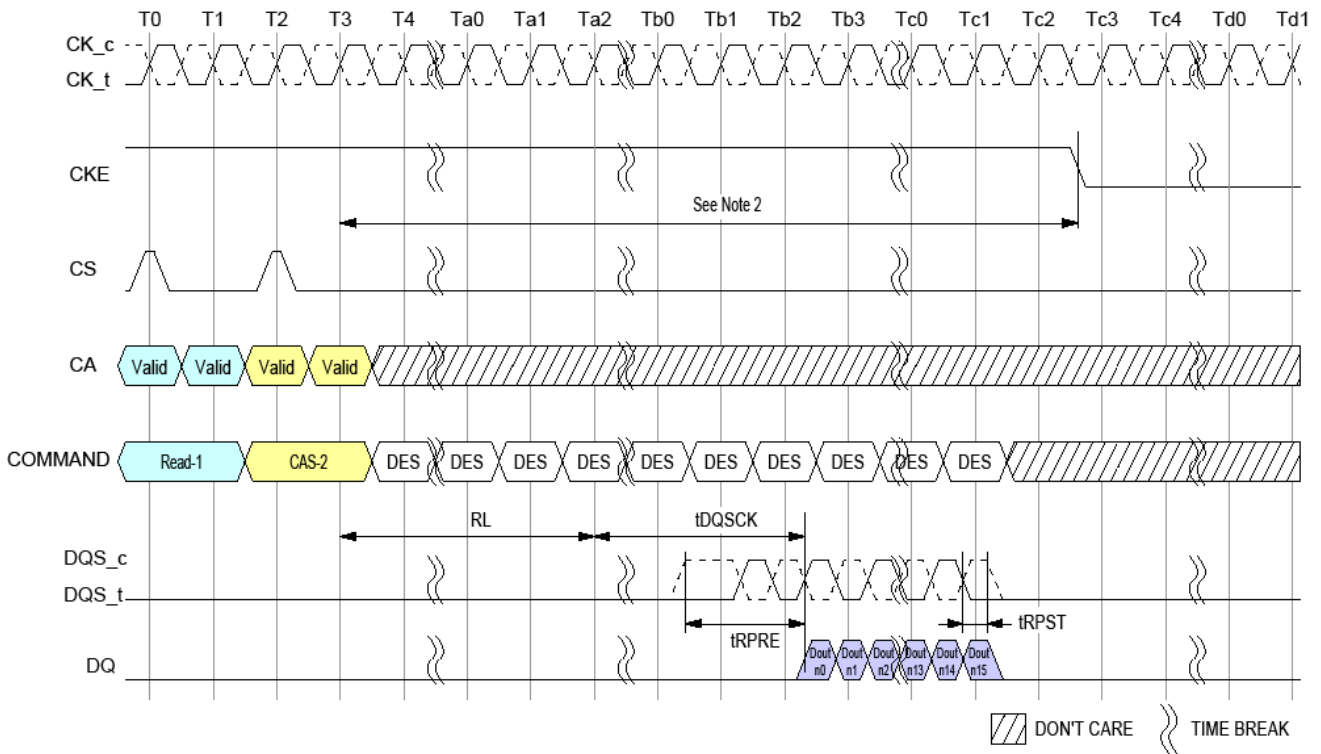 T0 T1 T2 T3 T4 Ta0 Ta1 Ta2 Tb0 Tb1 Tb2 Tb3 Tc0 Tc1 Tc2 Tc3 Tc4 Td0 Td1
CK_c
CK_t
CKE
See Note 2
CS
CA Valid Valid Valid Valid
COMMAND Read-1 CAS-2 DES DES DES DES DES DES DES DES DES DES
RL tDQSCK
DQS_c
DQS_t
tRPRE tRPST
DQ Dout n0 Dout n1 Dout n2 Dout n13 Dout n14 Dout n15
DON'T CARE TIME BREAK